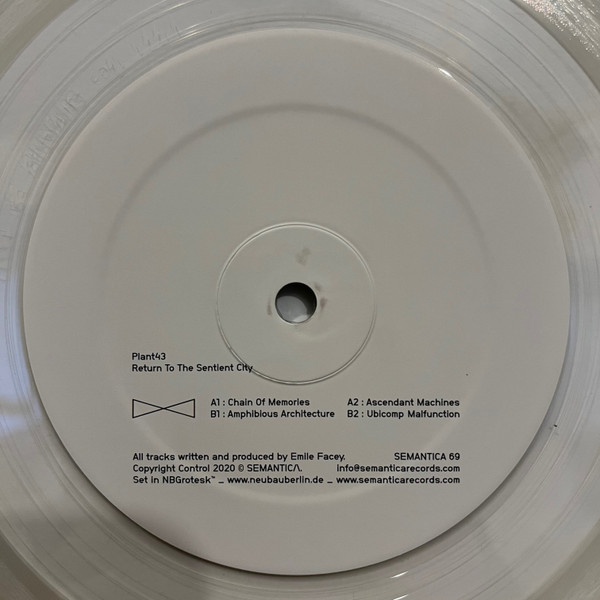 Plant43
Return To The Sentient City
A1 : Chain Of Memories A2 : Ascendant Machines
B1 : Amphibious Architecture B2 : Ubicomp Malfunction
All tracks written and produced by Emile Facey. SEMANTICA 69
Copyright Control 2020 © SEMANTIC/\. info@semanticarecords.com
Set in NBGrotesk™ _ www.neubauberlin.de _ www.semanticarecords.com